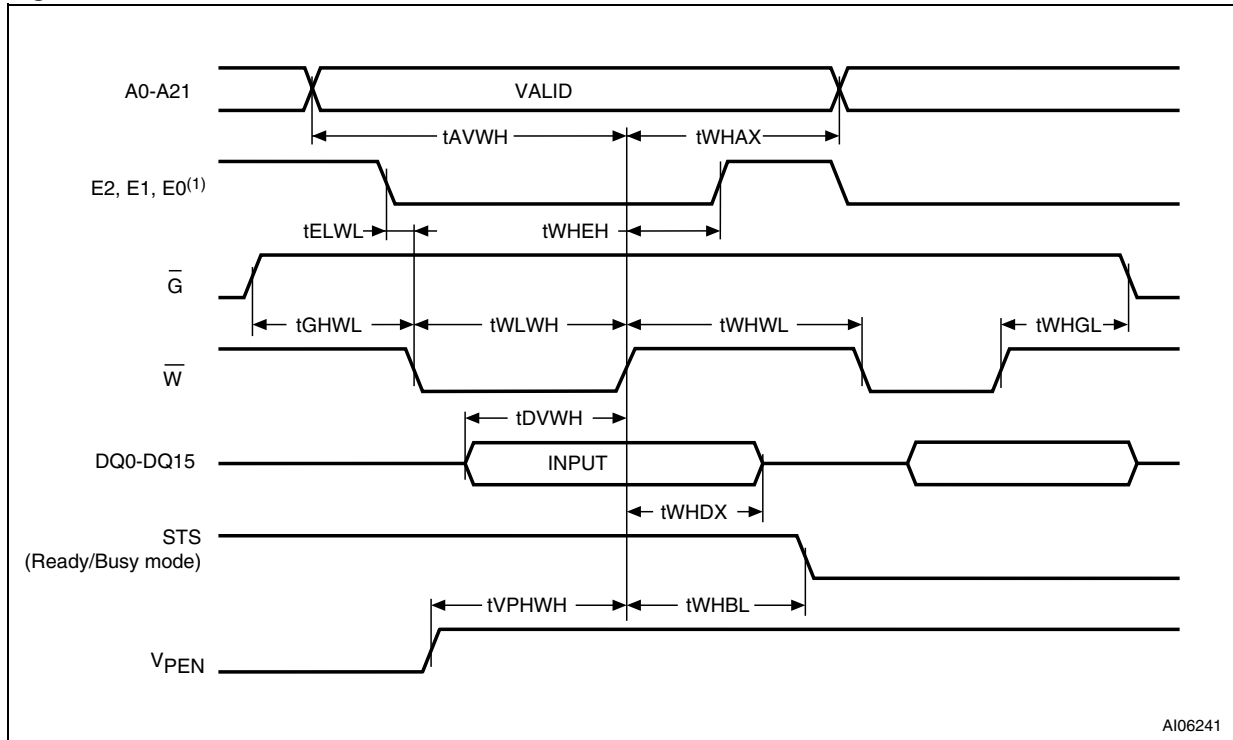 A0-A21
VALID
tAVWH
tWHAX
E2, E1, E0(1)
tELWL
tWHEH
G̅
tGHWL
tWLWH
tWHWL
tWHGL
W̅
tDVWH
DQ0-DQ15
INPUT
tWHDX
STS
(Ready/Busy mode)
tVPHWH
tWHBL
VPEN
AI06241